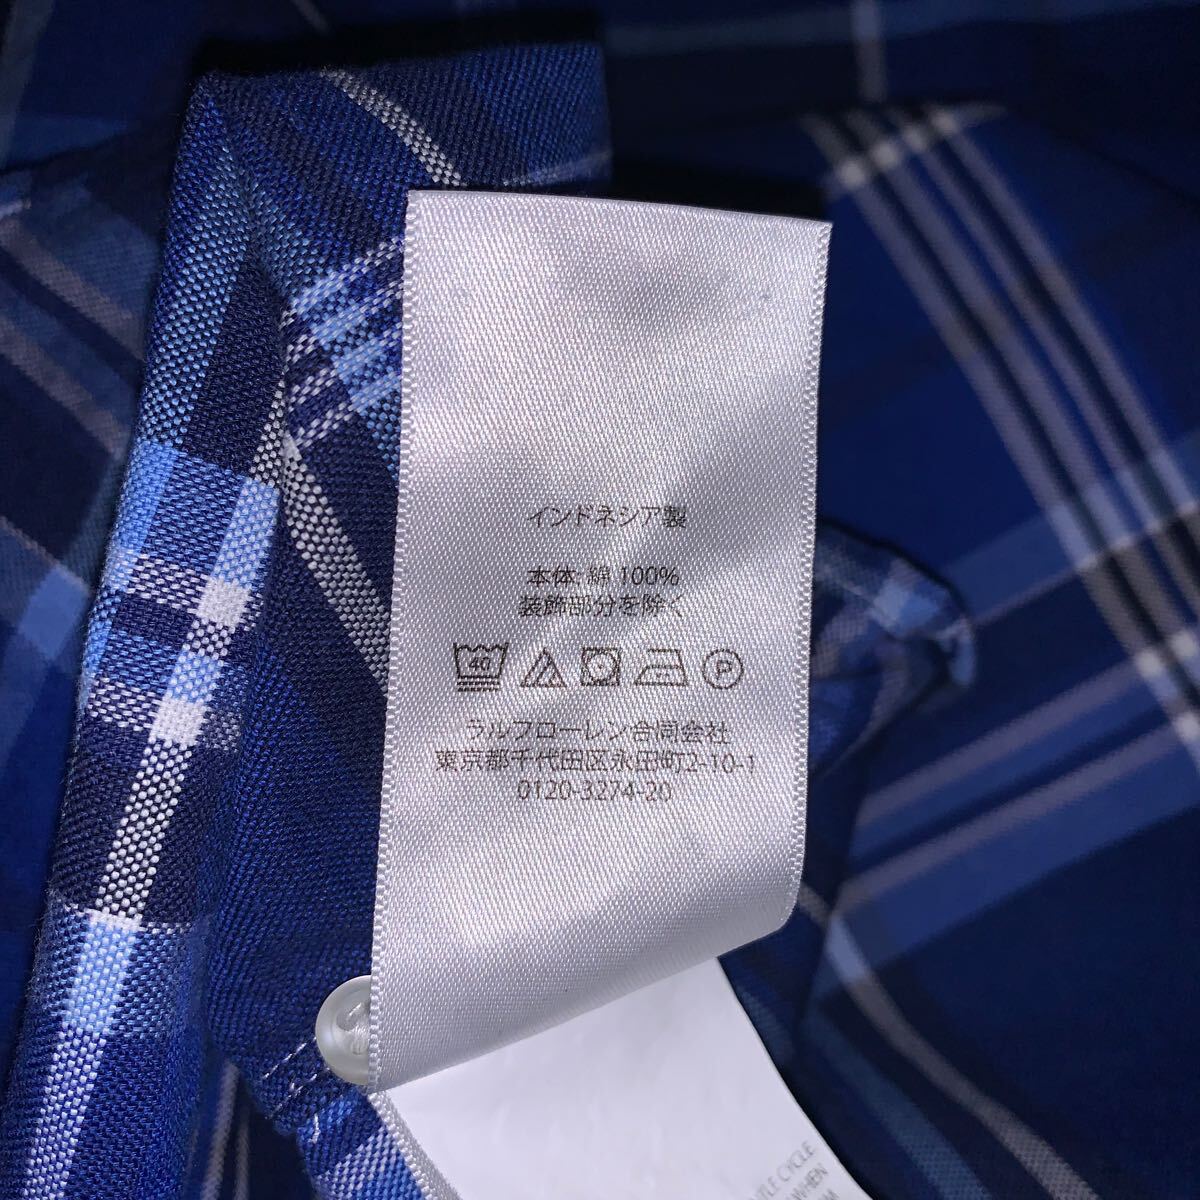 インドネシア製
本体: 綿 100%
装飾部分を除く
40 P
ラルフローレン合同会社
東京都千代田区永田町2-10-1
0120-3274-20
CYCLE
WHEN